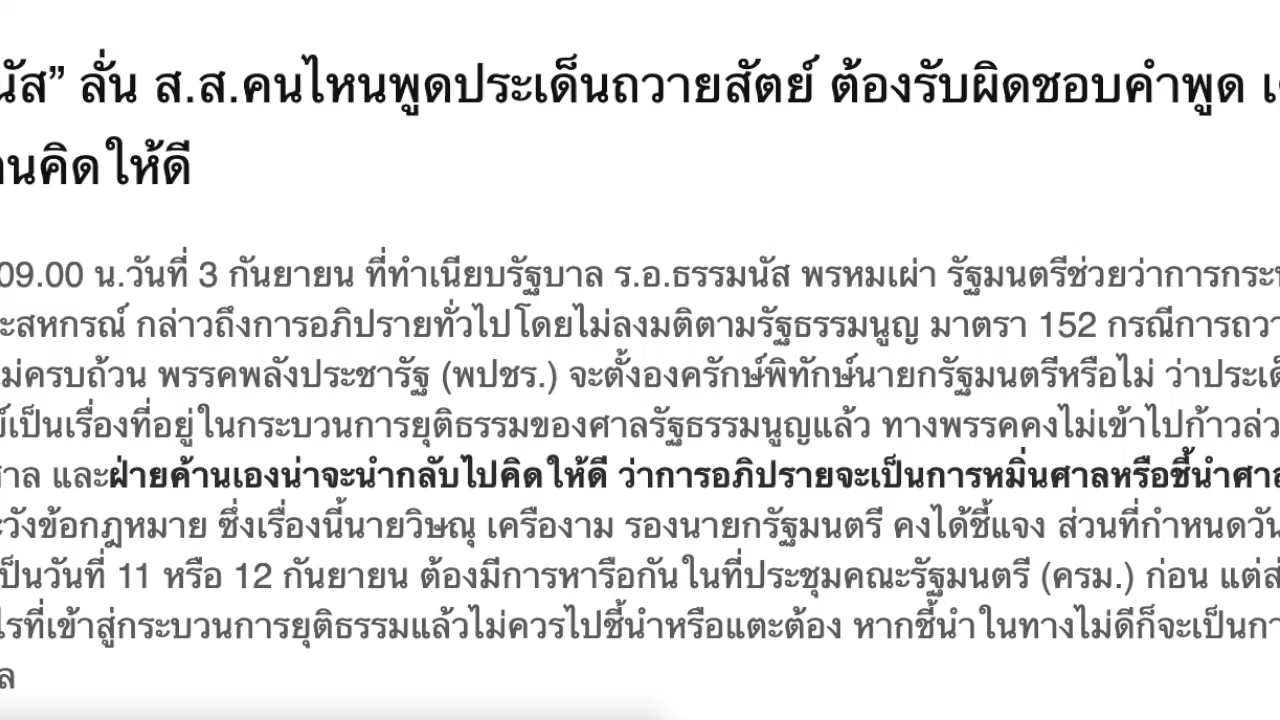 นัส” ลั่น ส.ส.คนไหนพูดประเด็นถวายสัตย์ ต้องรับผิดชอบคำพูด
านคิดให้ดี
09.00 น.วันที่ 3 กันยายน ที่ทำเนียบรัฐบาล ร.อ.ธรรมนัส พรหมเผ่า รัฐมนตรีช่วยว่าการกระท
ะสหกรณ์ กล่าวถึงการอภิปรายทั่วไปโดยไม่ลงมติตามรัฐธรรมนูญ มาตรา 152 กรณีการถวา
ม่ครบถ้วน พรรคพลังประชารัฐ (พปชร.) จะตั้งองครักษ์พิทักษ์นายกรัฐมนตรีหรือไม่ ว่าประเด็
ย์เป็นเรื่องที่อยู่ในกระบวนการยุติธรรมของศาลรัฐธรรมนูญแล้ว ทางพรรคคงไม่เข้าไปก้าวล่ว
าล และฝ่ายค้านเองน่าจะนำกลับไปคิดให้ดี ว่าการอภิปรายจะเป็นการหมิ่นศาลหรือชี้นำศาล
ะวังข้อกฎหมาย ซึ่งเรื่องนี้นายวิษณุ เครืองาม รองนายกรัฐมนตรี คงได้ชี้แจง ส่วนที่กำหนดวัน
เป็นวันที่ 11 หรือ 12 กันยายน ต้องมีการหารือกันในที่ประชุมคณะรัฐมนตรี (ครม.) ก่อน แต่ส่
ไรที่เข้าสู่กระบวนการยุติธรรมแล้วไม่ควรไปชี้นำหรือแตะต้อง หากชี้นำในทางไม่ดีก็จะเป็นกา
ล